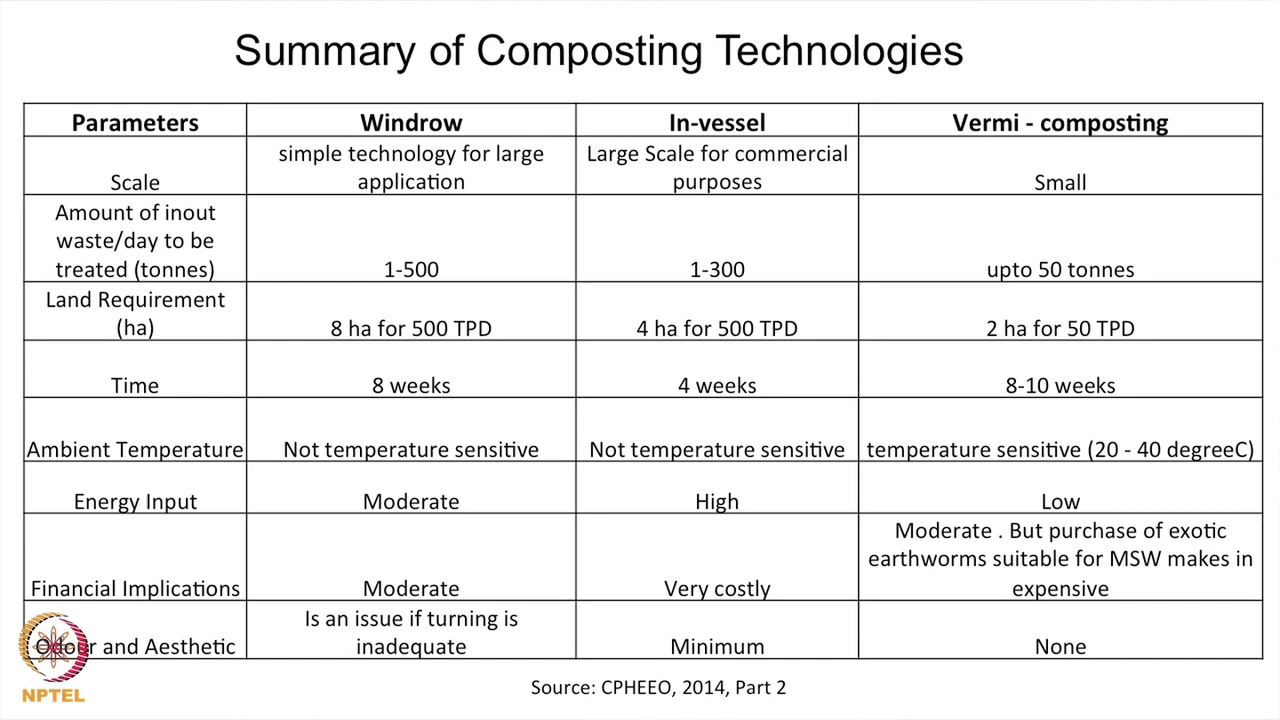 Summary of Composting Technologies
Parameters Windrow In-vessel Vermi - composting
Scale
simple technology for large
application
Large Scale for commercial
purposes
Small
Amount of inout
waste/day to be
treated (tonnes)
1-500
1-300
upto 50 tonnes
Land Requirement
(ha)
8 ha for 500 TPD
4 ha for 500 TPD
2 ha for 50 TPD
Time
8 weeks
4 weeks
8-10 weeks
Ambient Temperature
Not temperature sensitive
Not temperature sensitive
temperature sensitive (20 - 40 degreeC)
Energy Input
Moderate
High
Low
Financial Implications
Moderate
Very costly
Moderate . But purchase of exotic
earthworms suitable for MSW makes in
expensive
Odour and Aesthetic
Is an issue if turning is
inadequate
Minimum
None
NPTEL
Source: CPHEEO, 2014, Part 2